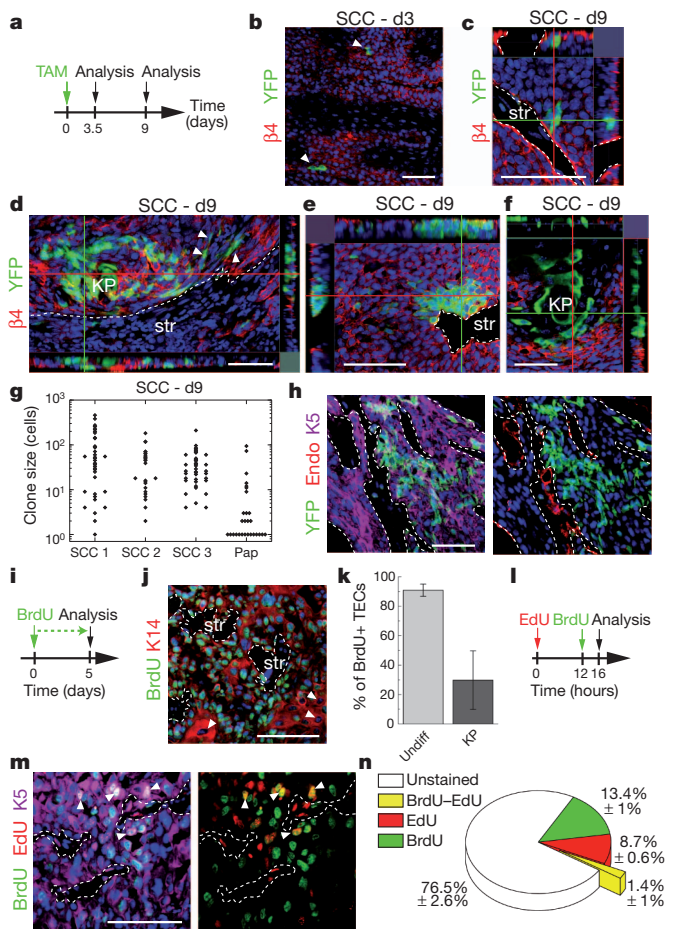 a
TAM Analysis Analysis
0 3.5 9
Time
(days)
b
SCC - d3
β4 YFP
c
SCC - d9
β4 YFP
str
d
SCC - d9
β4 YFP
KP
str
e
SCC - d9
str
f
SCC - d9
KP
g
SCC - d9
Clone size (cells)
10³
10²
10¹
10⁰
SCC 1 SCC 2 SCC 3 Pap
h
YFP Endo K5
i
BrdU Analysis
0 5
Time (days)
j
BrdU K14
str
str
k
% of BrdU+ TECs
100
80
60
40
20
0
Undiff KP
l
EdU BrdU Analysis
0 12 16
Time (hours)
m
BrdU EdU K5
n
Unstained
BrdU–EdU
EdU
BrdU
13.4%
± 1%
8.7%
± 0.6%
1.4%
± 1%
76.5%
± 2.6%